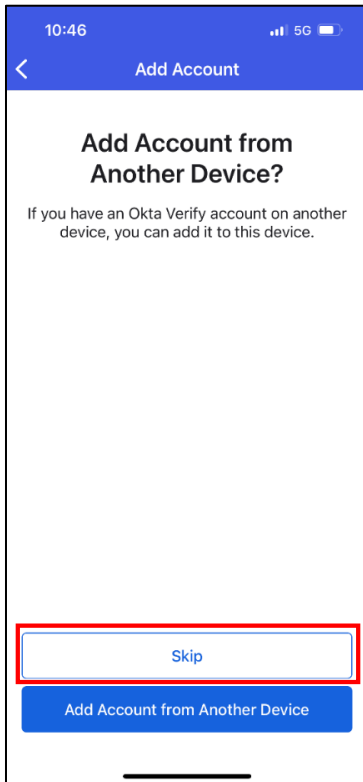 10:46 5G
Add Account
Add Account from
Another Device?
If you have an Okta Verify account on another
device, you can add it to this device.
Skip
Add Account from Another Device